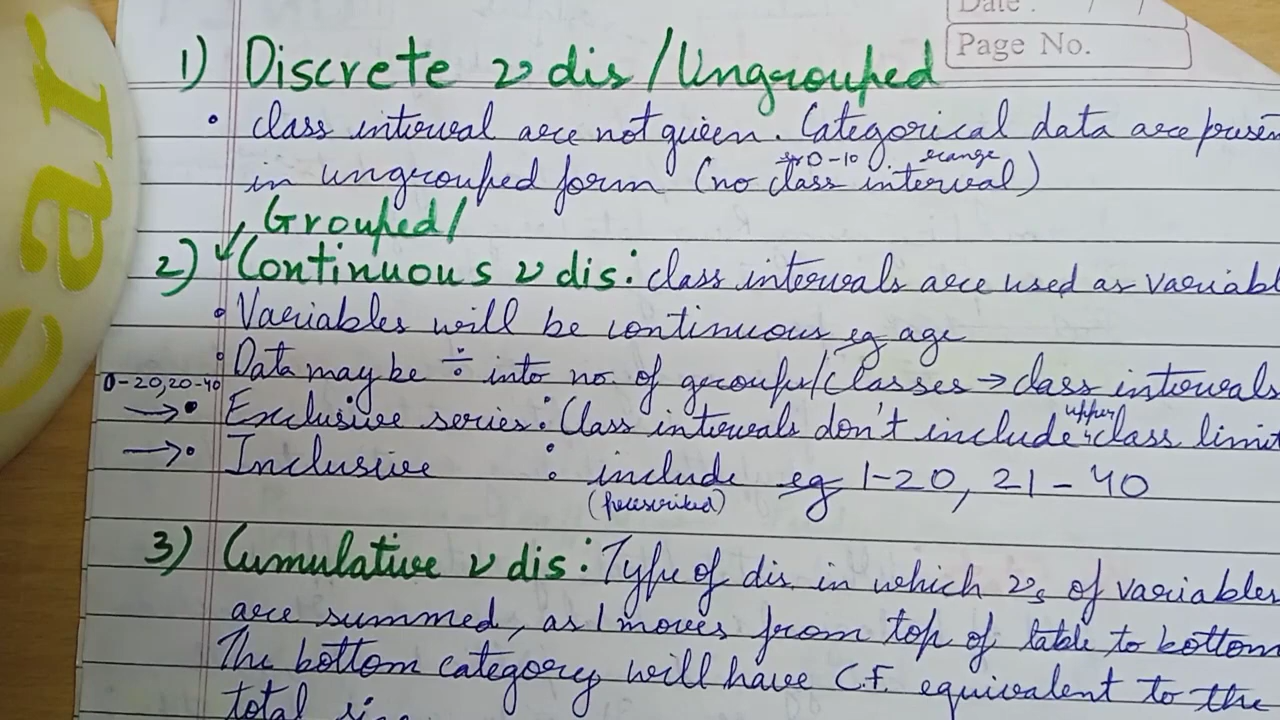 Date : / /
Page No.
1) Discrete ν dis/Ungrouped
• class interval are not given. Categorical data are presen
0-10 range
in ungrouped form (no class interval)
Grouped/
2) Continuous ν dis: class intervals are used as variabl
• Variables will be continuous eg age
• Data may be ÷ into no. of groups/classes → class intervals
0-20, 20-40
→• Exclusive series: Class intervals don't include upper class limit
→• Inclusive : include eg 1-20, 21-40
(prescribed)
3) Cumulative ν dis: Type of dis in which νs of variables
are summed, as 1 moves from top of table to bottom
The bottom category will have C.F. equivalent to the
total
ar